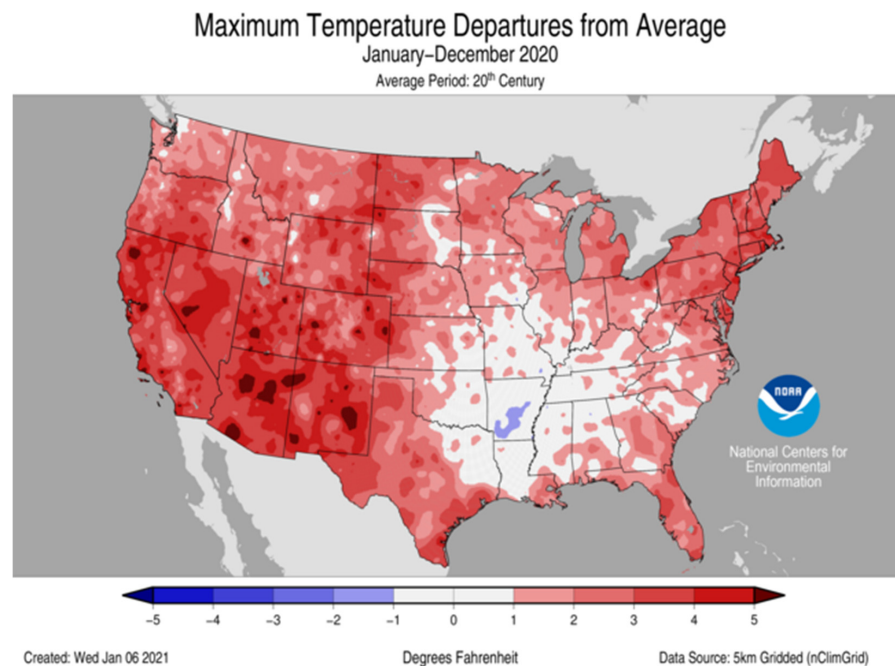 Maximum Temperature Departures from Average
January–December 2020
Average Period: 20th Century
NOAA
National Centers for
Environmental
Information
-5 -4 -3 -2 -1 0 1 2 3 4 5
Created: Wed Jan 06 2021 Degrees Fahrenheit Data Source: 5km Gridded (nClimGrid)